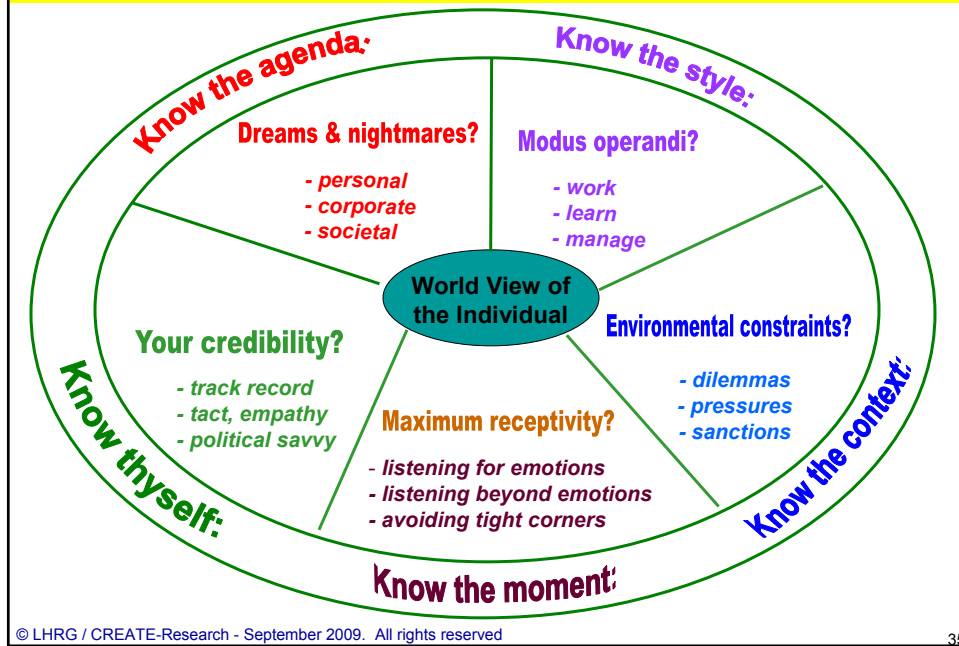 Know the agenda:
Dreams & nightmares?
- personal
- corporate
- societal
Know the style:
Modus operandi?
- work
- learn
- manage
World View of
the Individual
Environmental constraints?
- dilemmas
- pressures
- sanctions
Know the context:
Maximum receptivity?
- listening for emotions
- listening beyond emotions
- avoiding tight corners
Know the moment:
Your credibility?
- track record
- tact, empathy
- political savvy
Know thyself:
© LHRG / CREATE-Research - September 2009. All rights reserved
35